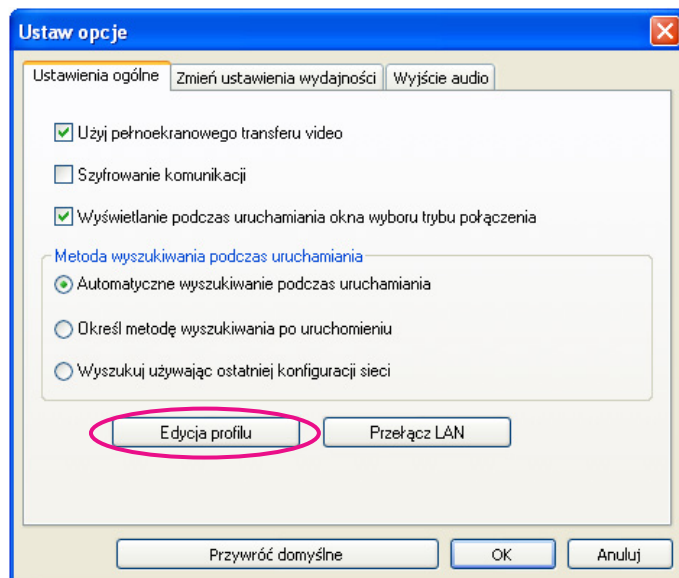 Ustaw opcje
Ustawienia ogólne Zmień ustawienia wydajności Wyjście audio
Użyj pełnoekranowego transferu video
Szyfrowanie komunikacji
Wyświetlanie podczas uruchamiania okna wyboru trybu połączenia
Metoda wyszukiwania podczas uruchamiania
Automatyczne wyszukiwanie podczas uruchamiania
Określ metodę wyszukiwania po uruchomieniu
Wyszukuj używając ostatniej konfiguracji sieci
Edycja profilu Przełącz LAN
Przywróć domyślne OK Anuluj